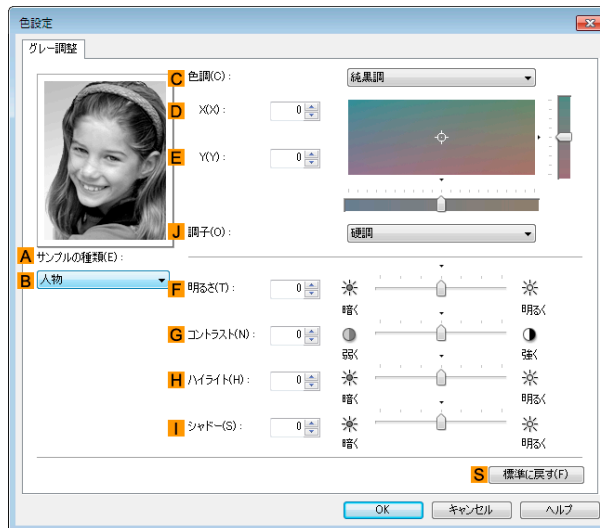 色設定
グレー調整
C 色調(C): 純黒調
D X(X): 0
E Y(Y): 0
J 調子(O): 硬調
A サンプルの種類(E):
B 人物
F 明るさ(T): 0 暗く 明るく
G コントラスト(N): 0 弱く 強く
H ハイライト(H): 0 暗く 明るく
I シャドー(S): 0 暗く 明るく
S 標準に戻す(F)
OK キャンセル ヘルプ